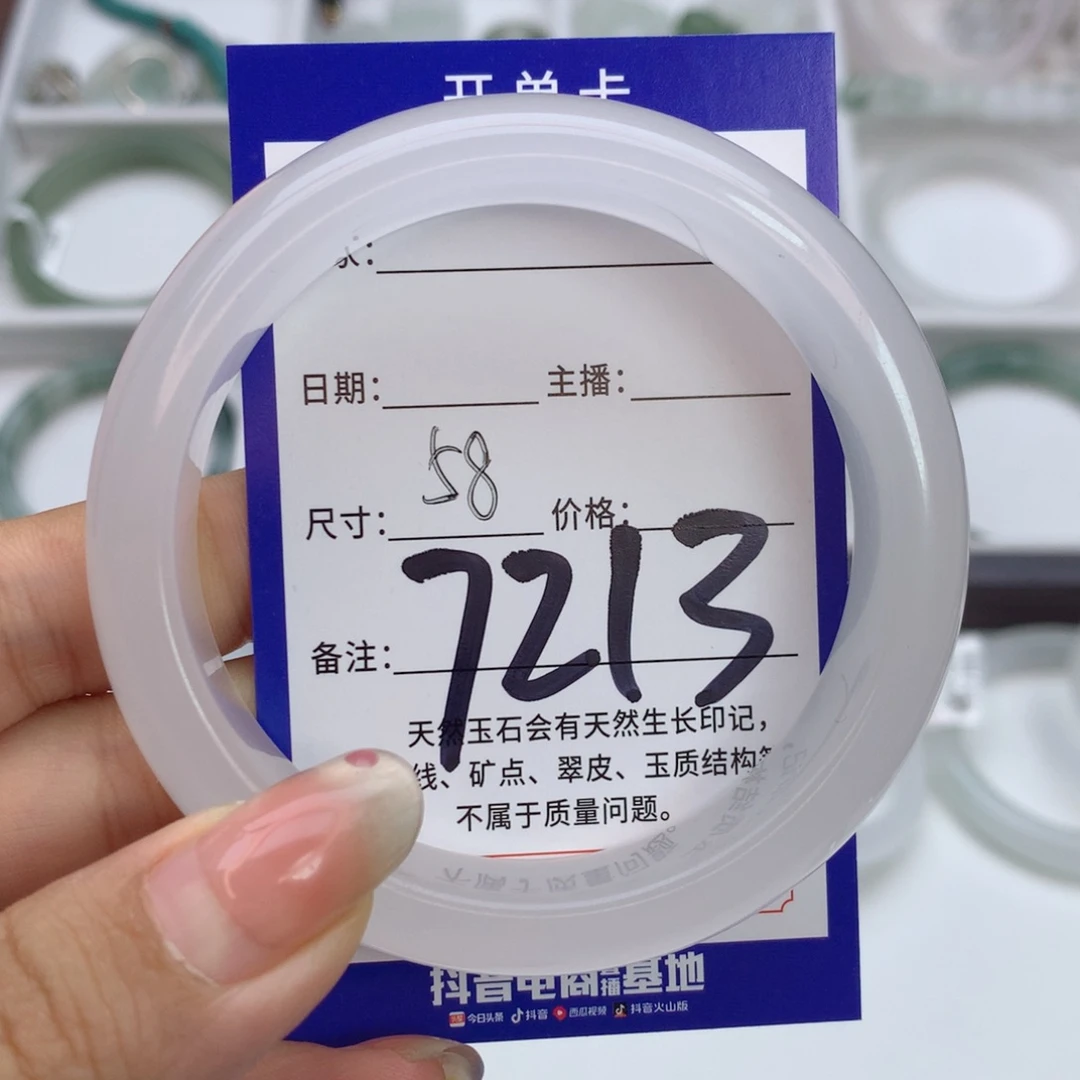 开单卡
家：
日期： 主播：
58
尺寸： 价格：
7213
备注：
天然玉石会有天然生长印记，
线、矿点、翠皮、玉质结构等
不属于质量问题。
抖音电商直播基地
今日头条 抖音 西瓜视频 抖音火山版